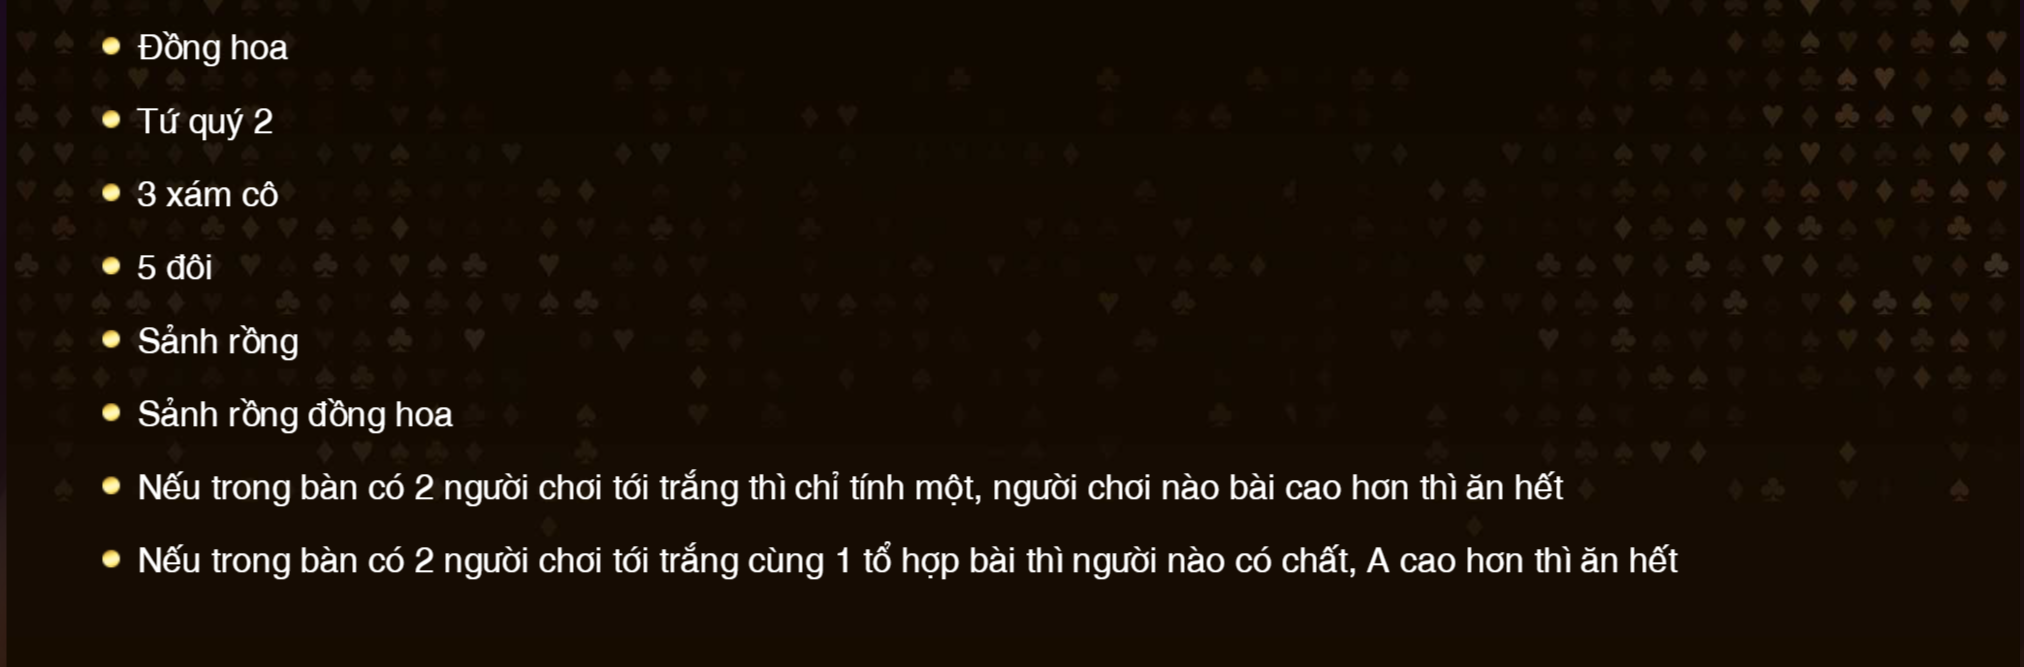 Đồng hoa
Tứ quý 2
3 xám cô
5 đôi
Sảnh rồng
Sảnh rồng đồng hoa
Nếu trong bàn có 2 người chơi tới trắng thì chỉ tính một, người chơi nào bài cao hơn thì ăn hết
Nếu trong bàn có 2 người chơi tới trắng cùng 1 tổ hợp bài thì người nào có chất, A cao hơn thì ăn hết